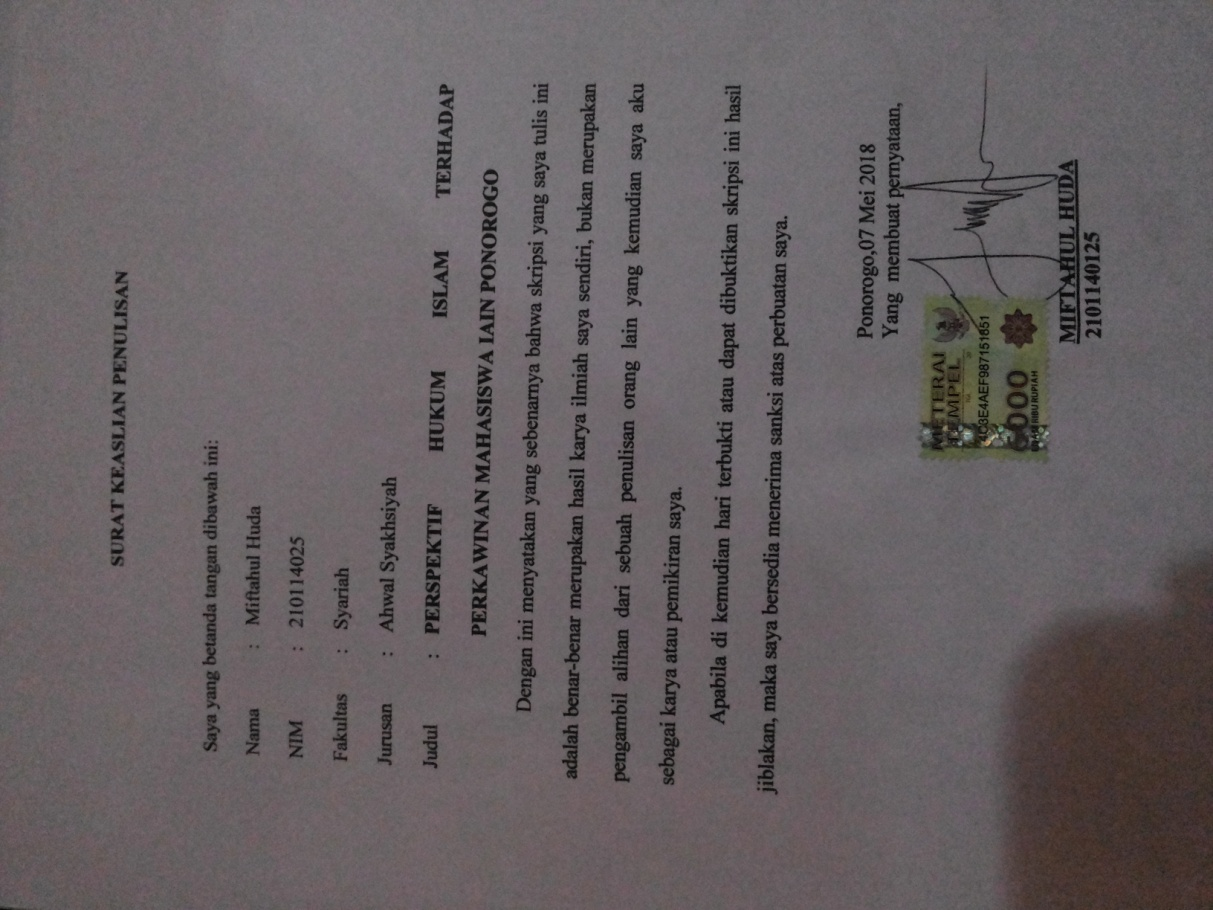 SURAT KEASLIAN PENULISAN
Saya yang betanda tangan dibawah ini:
Nama : Miftahul Huda
NIM : 210114025
Fakultas : Syariah
Jurusan : Ahwal Syakhsiyah
Judul : PERSPEKTIF HUKUM ISLAM TERHADAP
PERKAWINAN MAHASISWA IAIN PONOROGO
Dengan ini menyatakan yang sebenarnya bahwa skripsi yang saya tulis ini
adalah benar-benar merupakan hasil karya ilmiah saya sendiri, bukan merupakan
pengambil alihan dari sebuah penulisan orang lain yang kemudian saya aku
sebagai karya atau pemikiran saya.
Apabila di kemudian hari terbukti atau dapat dibuktikan skripsi ini hasil
jiblakan, maka saya bersedia menerima sanksi atas perbuatan saya.
Ponorogo,07 Mei 2018
Yang membuat pernyataan,
METERAI
TEMPEL
6000
ENAM RIBU RUPIAH
MIFTAHUL HUDA
2101140125